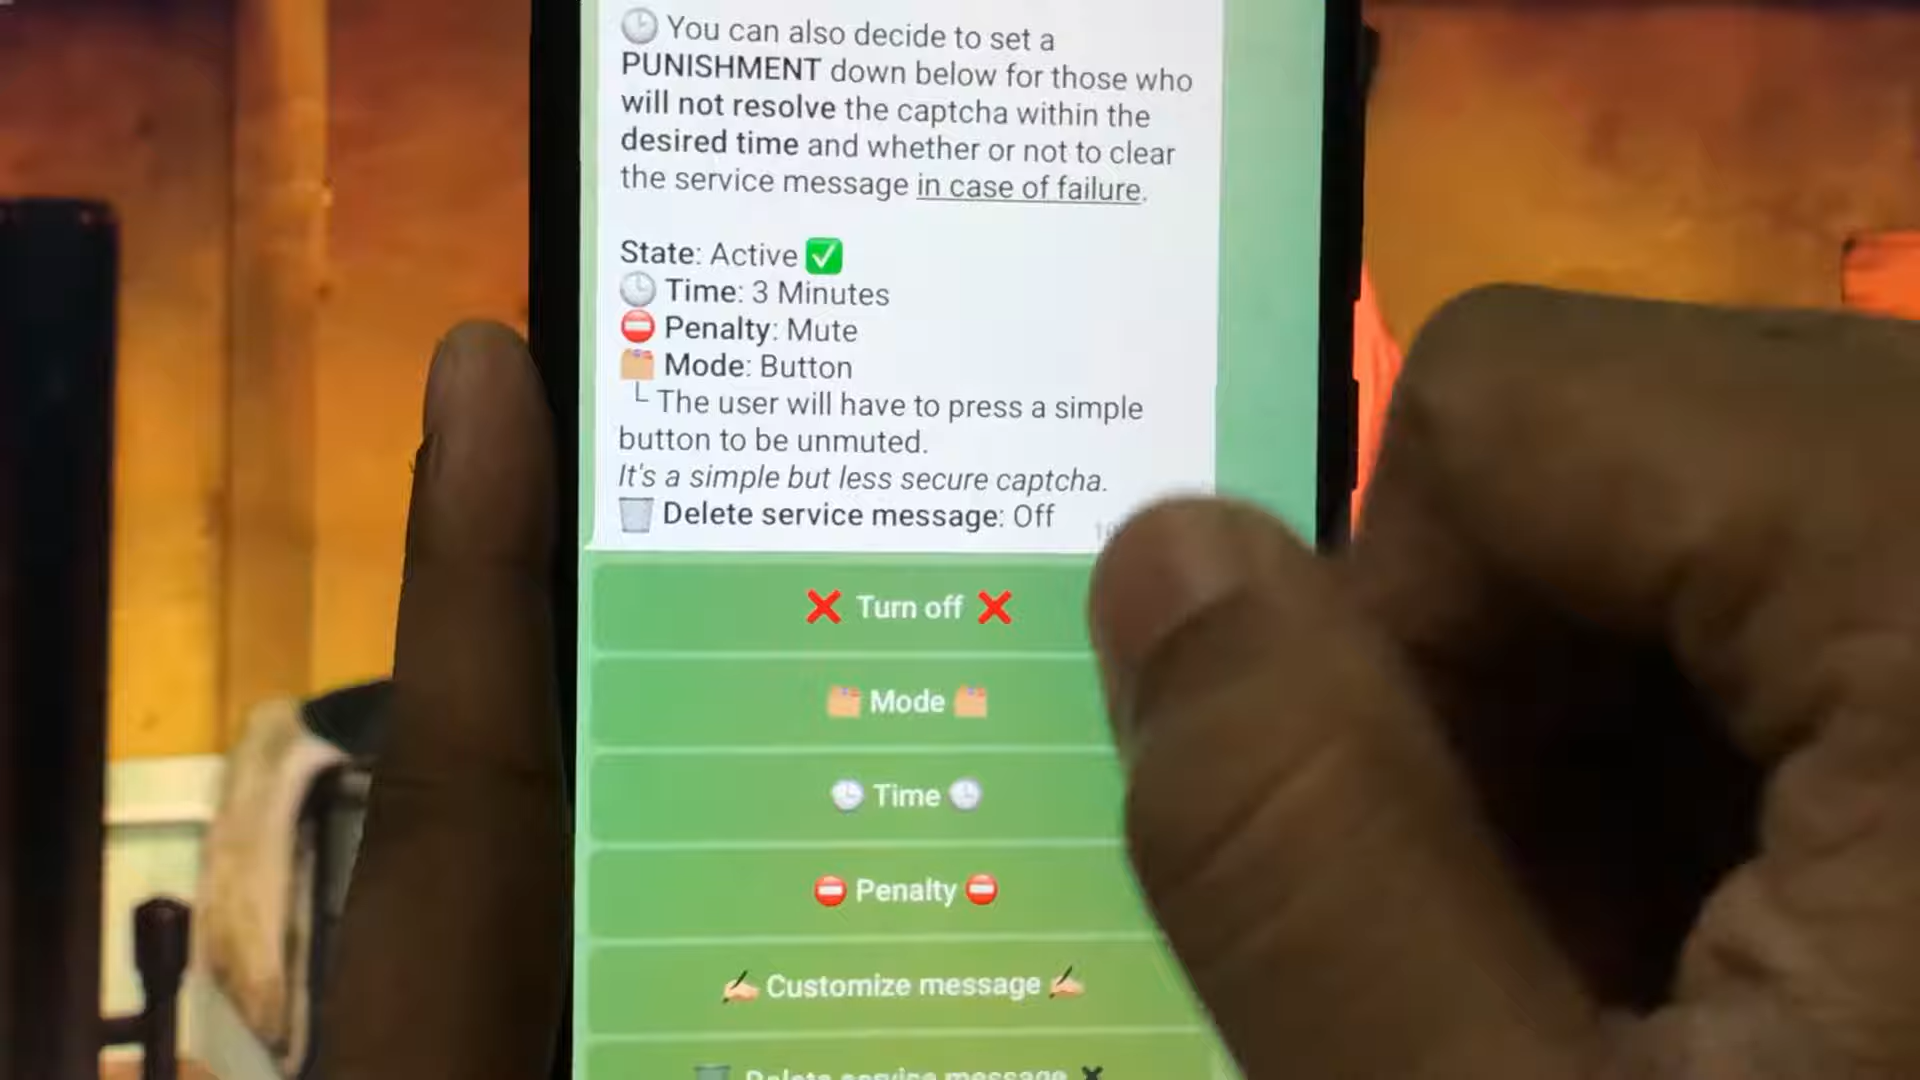 You can also decide to set a
PUNISHMENT down below for those who
will not resolve the captcha within the
desired time and whether or not to clear
the service message in case of failure.
State: Active ✅
Time: 3 Minutes
Penalty: Mute
Mode: Button
└ The user will have to press a simple
button to be unmuted.
It's a simple but less secure captcha.
Delete service message: Off
Turn off
Mode
Time
Penalty
Customize message
Delete service message